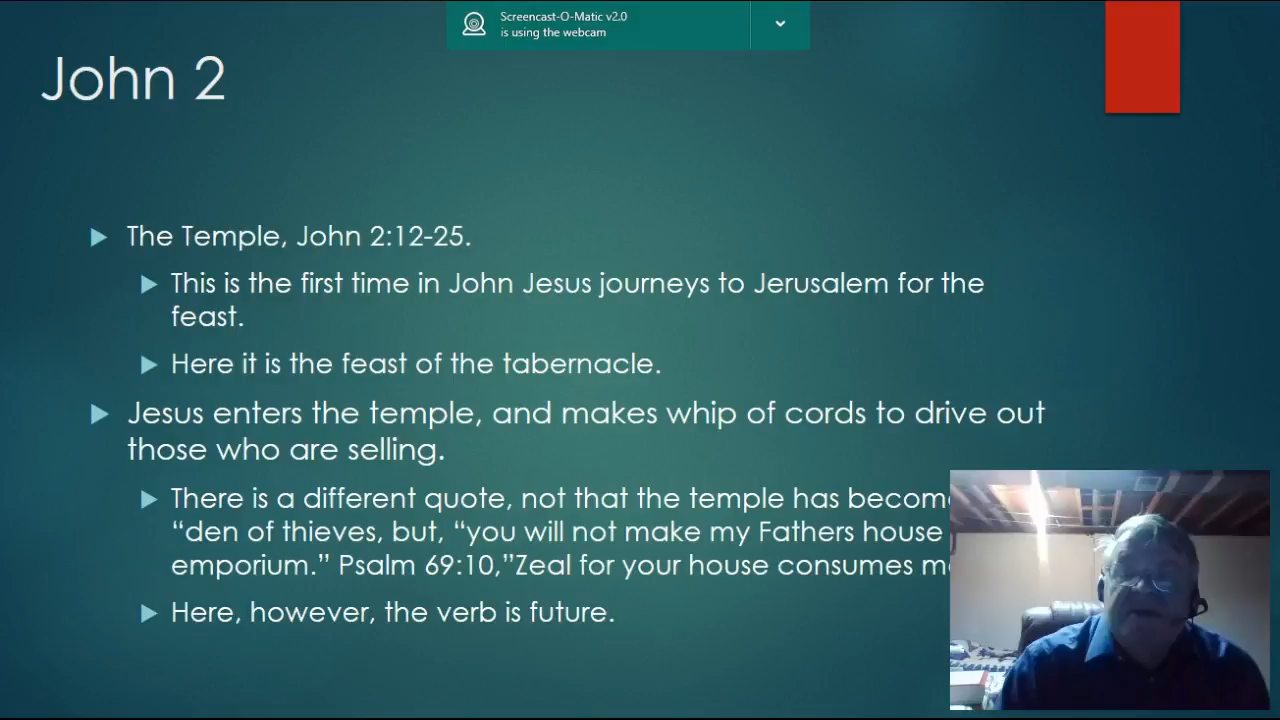 Screencast-O-Matic v2.0
is using the webcam
John 2
The Temple, John 2:12-25.
This is the first time in John Jesus journeys to Jerusalem for the
feast.
Here it is the feast of the tabernacle.
Jesus enters the temple, and makes whip of cords to drive out
those who are selling.
There is a different quote, not that the temple has becom
“den of thieves, but, “you will not make my Fathers house
emporium.” Psalm 69:10,”Zeal for your house consumes m
Here, however, the verb is future.